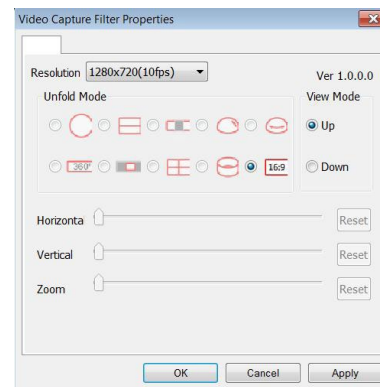 Video Capture Filter Properties
Resolution 1280x720(10fps) Ver 1.0.0.0
Unfold Mode View Mode
Up
360° 16:9 Down
Horizonta Reset
Vertical Reset
Zoom Reset
OK Cancel Apply